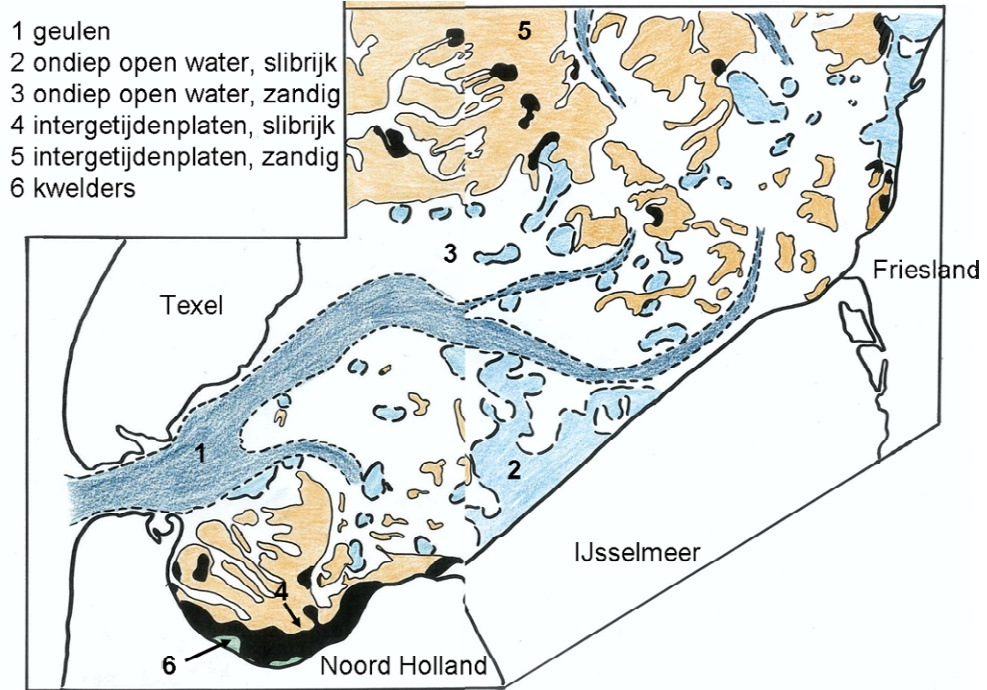 1 geulen
2 ondiep open water, slibrijk
3 ondiep open water, zandig
4 intergetijdenplaten, slibrijk
5 intergetijdenplaten, zandig
6 kwelders
5
3
Friesland
Texel
1
2
IJsselmeer
4
6
Noord Holland